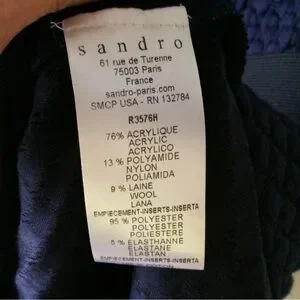 sandro
61 rue de Turenne
75003 Paris
France
sandro-paris.com
SMCP USA - RN 132784
R3576H
76% ACRYLIQUE
ACRYLIC
ACRYLICO
13 % POLYAMIDE
NYLON
POLIAMIDA
9 % LAINE
WOOL
LANA
EMPIECEMENT-INSERTS-INSERTA
95 % POLYESTER
POLYESTER
POLIESTERE
5 % ELASTHANNE
ELASTANE
ELASTAN